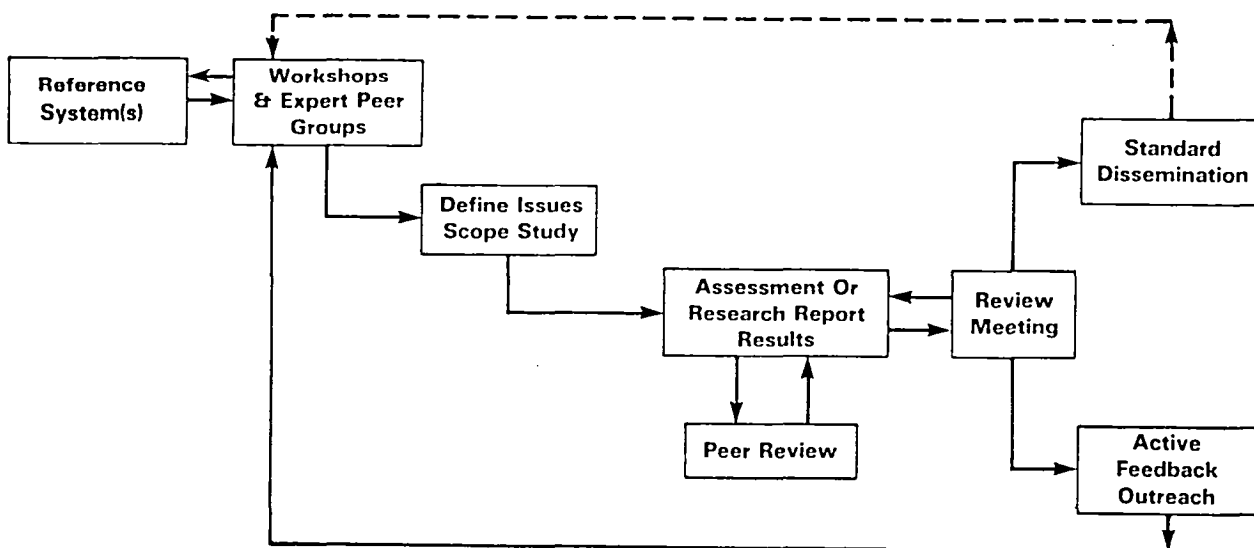 Reference
System(s)
Workshops
& Expert Peer
Groups
Define Issues
Scope Study
Assessment Or
Research Report
Results
Peer Review
Review
Meeting
Standard
Dissemination
Active
Feedback
Outreach